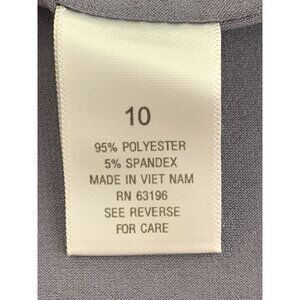 10
95% POLYESTER
5% SPANDEX
MADE IN VIET NAM
RN 63196
SEE REVERSE
FOR CARE